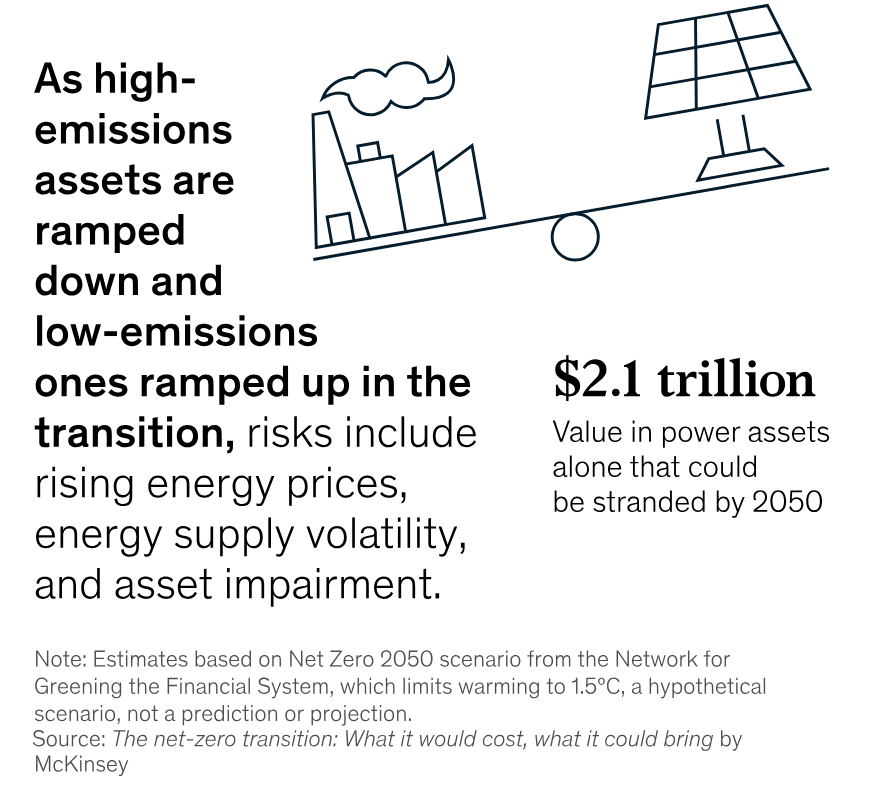 As high-
emissions
assets are
ramped
down and
low-emissions
ones ramped up in the
transition, risks include
rising energy prices,
energy supply volatility,
and asset impairment.
$2.1 trillion
Value in power assets
alone that could
be stranded by 2050
Note: Estimates based on Net Zero 2050 scenario from the Network for
Greening the Financial System, which limits warming to 1.5°C, a hypothetical
scenario, not a prediction or projection.
Source: The net-zero transition: What it would cost, what it could bring by
McKinsey